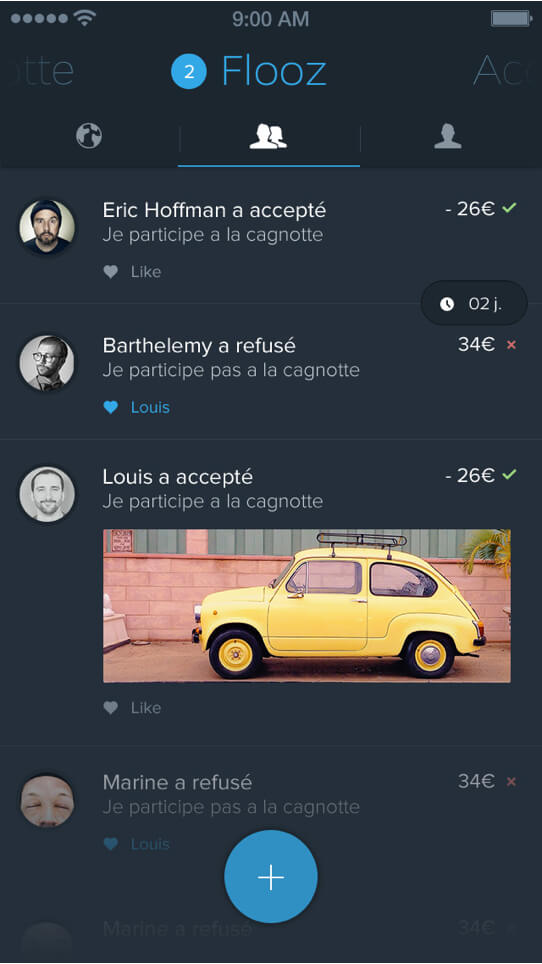 9:00 AM
otte
2 Flooz
Acc
Eric Hoffman a accepté
- 26€
Je participe a la cagnotte
Like
02 j.
Barthelemy a refusé
34€
Je participe pas a la cagnotte
Louis
Louis a accepté
- 26€
Je participe a la cagnotte
Like
Marine a refusé
34€
Je participe pas a la cagnotte
Louis
Marine a refusé
34€